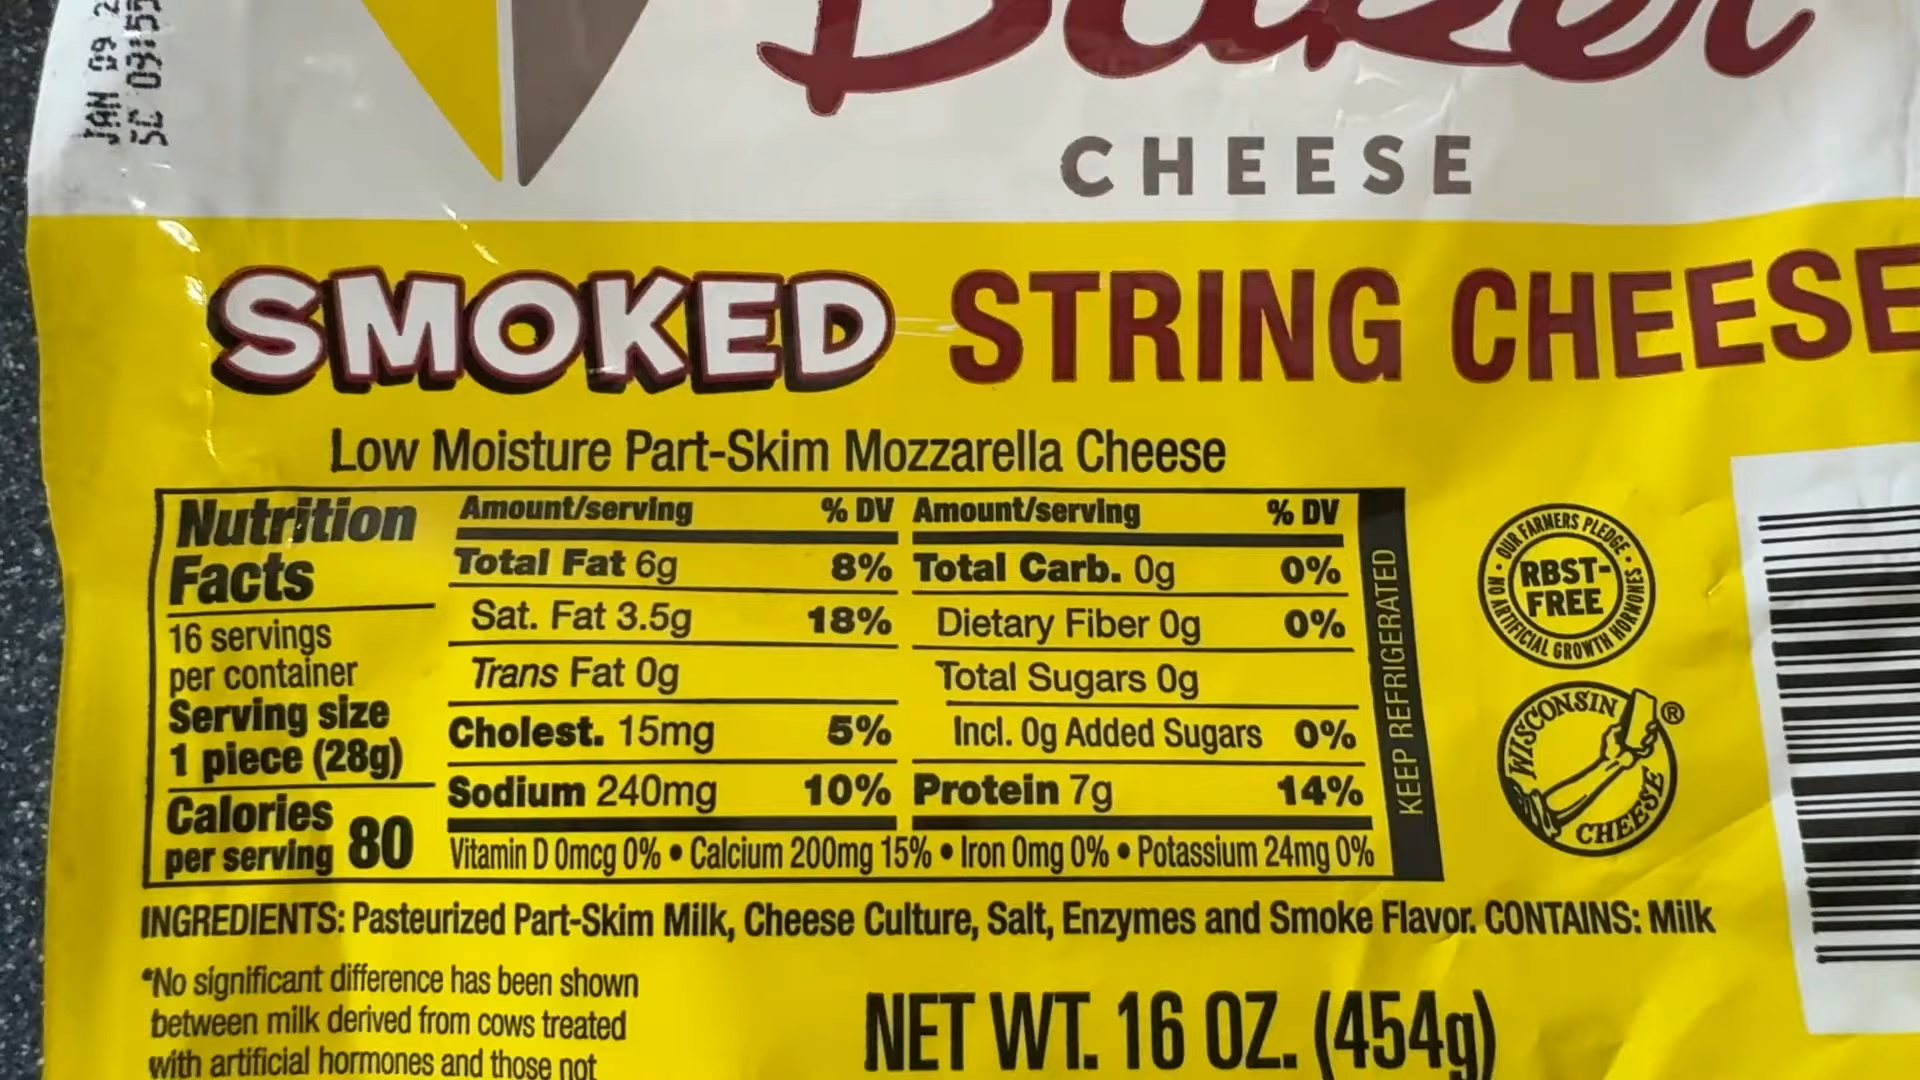 JAN 09 2
SC 09:55
Baker
CHEESE
SMOKED STRING CHEESE
Low Moisture Part-Skim Mozzarella Cheese
Nutrition
Facts
16 servings
per container
Serving size
1 piece (28g)
Calories
per serving 80
Amount/serving % DV
Total Fat 6g 8%
Sat. Fat 3.5g 18%
Trans Fat 0g
Cholest. 15mg 5%
Sodium 240mg 10%
Amount/serving % DV
Total Carb. 0g 0%
Dietary Fiber 0g 0%
Total Sugars 0g
Incl. 0g Added Sugars 0%
Protein 7g 14%
Vitamin D 0mcg 0% • Calcium 200mg 15% • Iron 0mg 0% • Potassium 24mg 0%
KEEP REFRIGERATED
• OUR FARMERS PLEDGE •
RBST-
FREE
NO ARTIFICIAL GROWTH HORMONES
WISCONSIN
®
CHEESE
INGREDIENTS: Pasteurized Part-Skim Milk, Cheese Culture, Salt, Enzymes and Smoke Flavor. CONTAINS: Milk
*No significant difference has been shown
between milk derived from cows treated
with artificial hormones and those not
NET WT. 16 OZ. (454g)